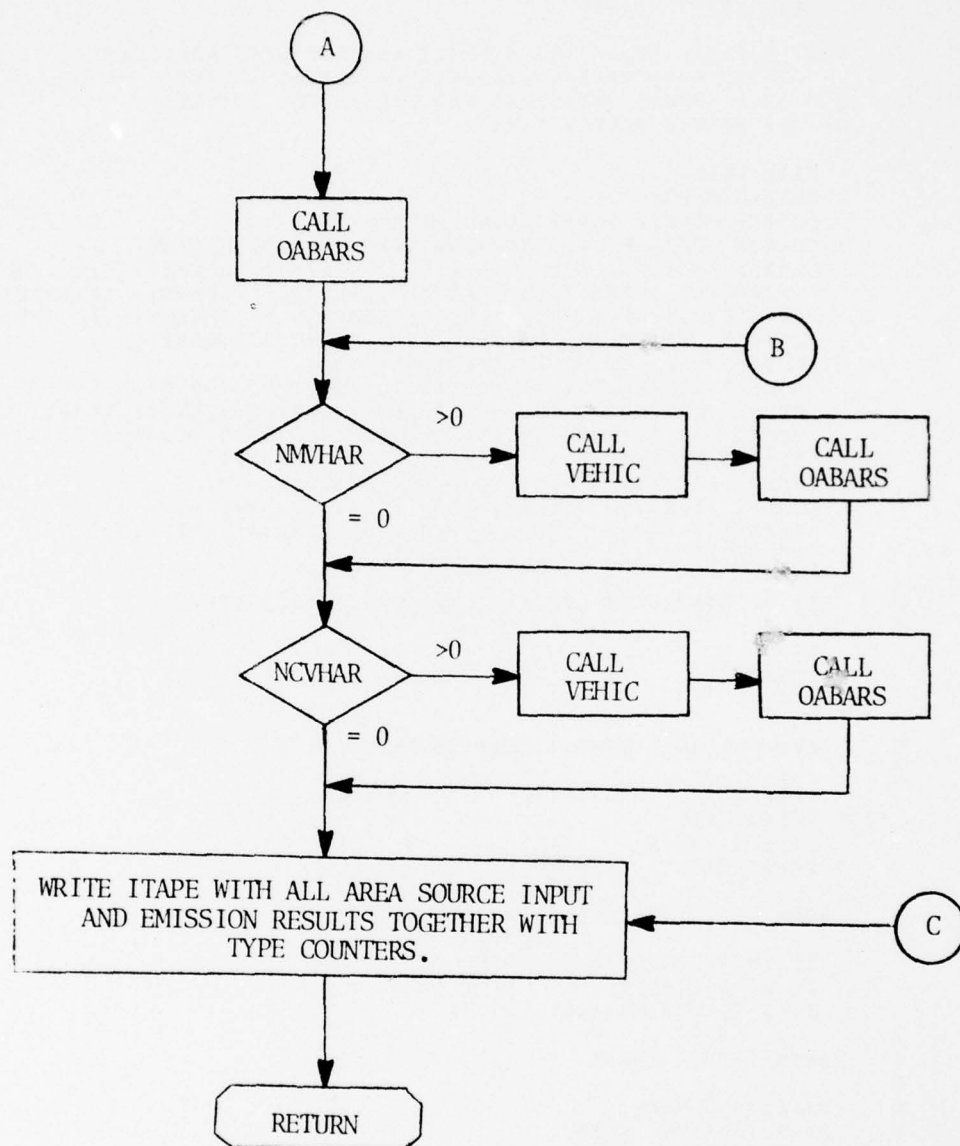 A
CALL
OABARS
B
NMVHAR
>0
CALL
VEHIC
CALL
OABARS
= 0
NCVHAR
>0
CALL
VEHIC
CALL
OABARS
= 0
WRITE ITAPE WITH ALL AREA SOURCE INPUT
AND EMISSION RESULTS TOGETHER WITH
TYPE COUNTERS.
C
RETURN